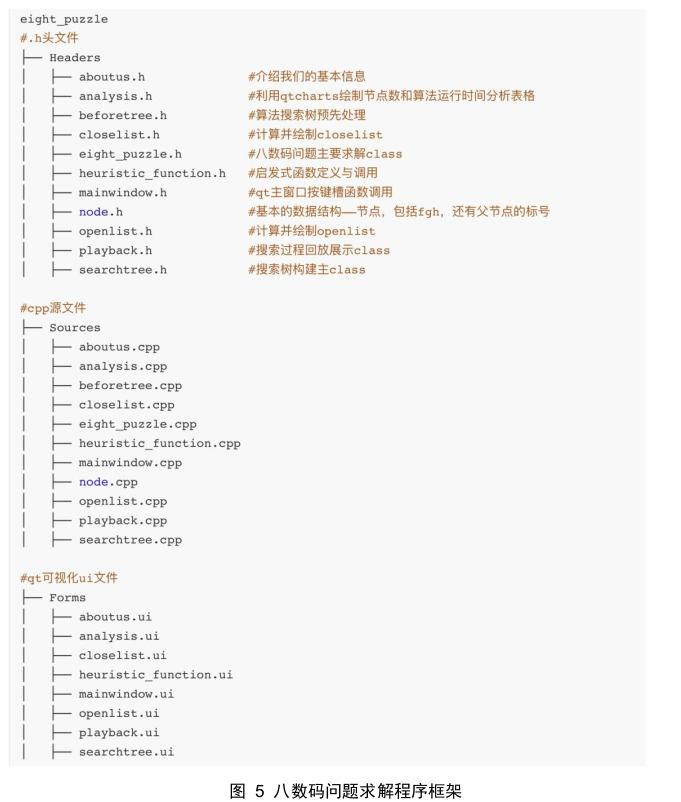 eight_puzzle
#.h头文件
├── Headers
│   ├── aboutus.h             #介绍我们的基本信息
│   ├── analysis.h            #利用qtcharts绘制节点数和算法运行时间分析表格
│   ├── beforetree.h          #算法搜索树预先处理
│   ├── closelist.h           #计算并绘制closelist
│   ├── eight_puzzle.h        #八数码问题主要求解class
│   ├── heuristic_function.h  #启发式函数定义与调用
│   ├── mainwindow.h          #qt主窗口按键槽函数调用
│   ├── node.h                #基本的数据结构——节点，包括fgh，还有父节点的标号
│   ├── openlist.h            #计算并绘制openlist
│   ├── playback.h            #搜索过程回放展示class
│   ├── searchtree.h          #搜索树构建主class
#cpp源文件
├── Sources
│   ├── aboutus.cpp
│   ├── analysis.cpp
│   ├── beforetree.cpp
│   ├── closelist.cpp
│   ├── eight_puzzle.cpp
│   ├── heuristic_function.cpp
│   ├── mainwindow.cpp
│   ├── node.cpp
│   ├── openlist.cpp
│   ├── playback.cpp
│   ├── searchtree.cpp
#qt可视化ui文件
├── Forms
│   ├── aboutus.ui
│   ├── analysis.ui
│   ├── closelist.ui
│   ├── heuristic_function.ui
│   ├── mainwindow.ui
│   ├── openlist.ui
│   ├── playback.ui
│   ├── searchtree.ui
图 5 八数码问题求解程序框架